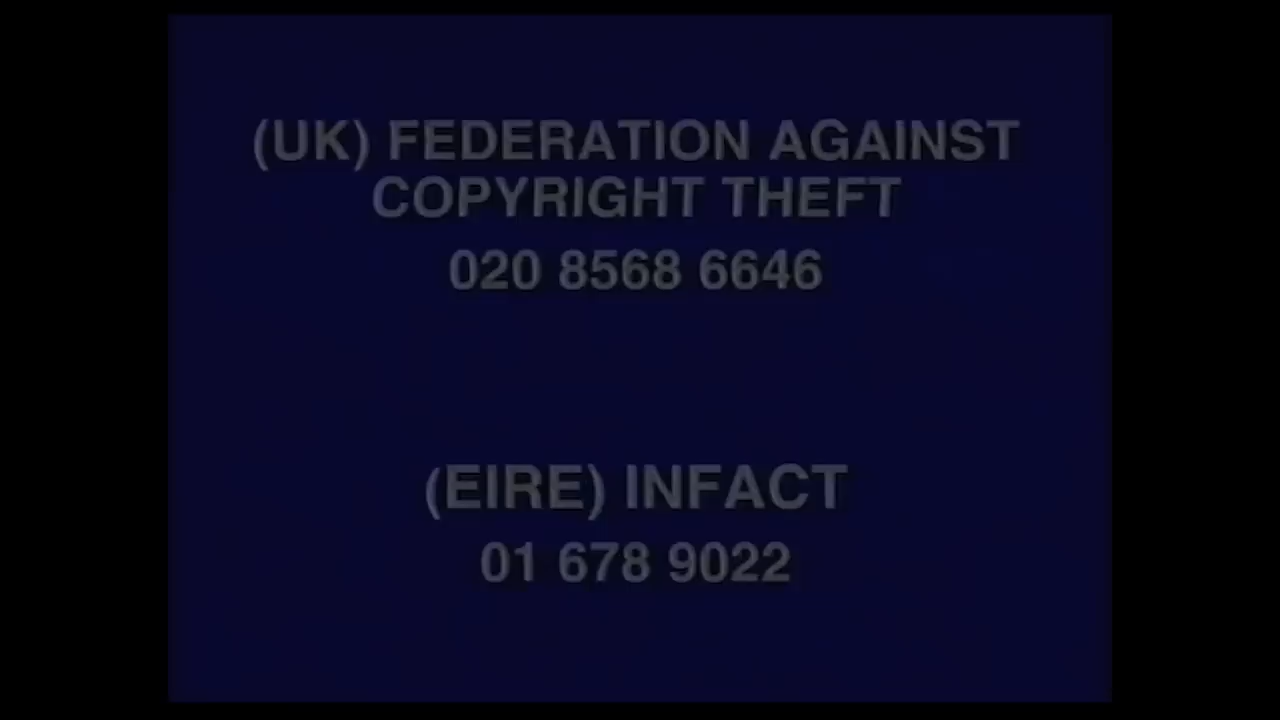 (UK) FEDERATION AGAINST
COPYRIGHT THEFT
020 8568 6646
(EIRE) INFACT
01 678 9022